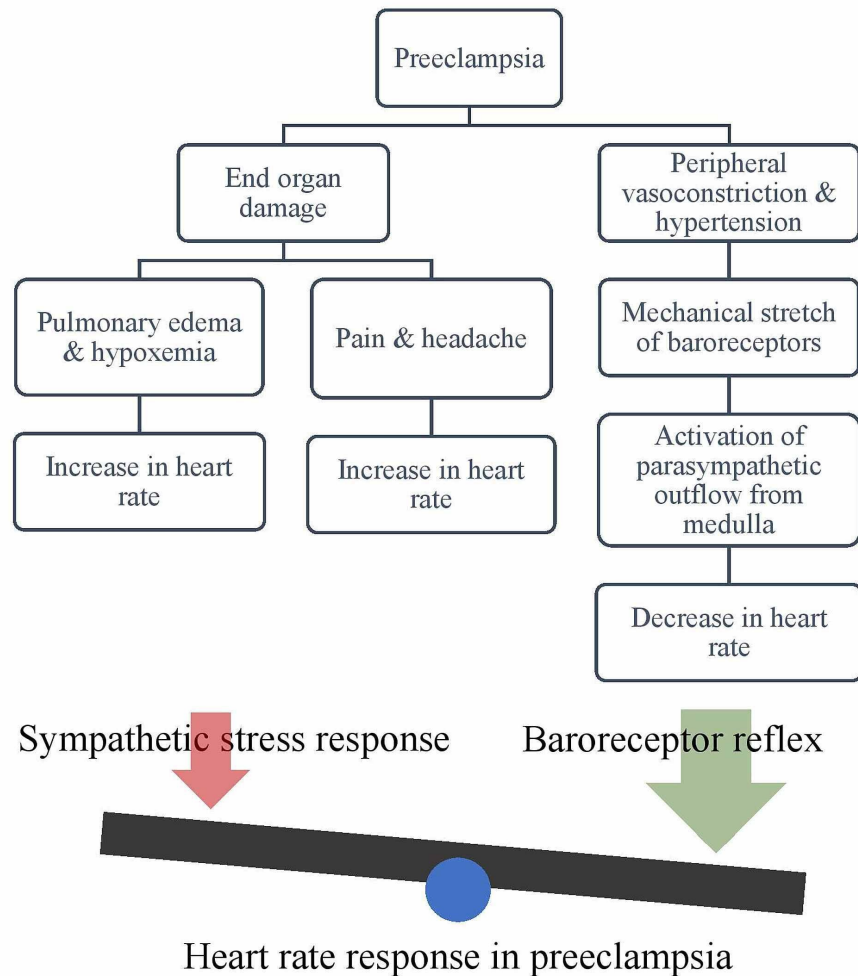 Preeclampsia
End organ
damage
Peripheral
vasoconstriction &
hypertension
Pulmonary edema
& hypoxemia
Pain & headache
Mechanical stretch
of baroreceptors
Increase in heart
rate
Increase in heart
rate
Activation of
parasympathetic
outflow from
medulla
Decrease in heart
rate
Sympathetic stress response
Baroreceptor reflex
Heart rate response in preeclampsia